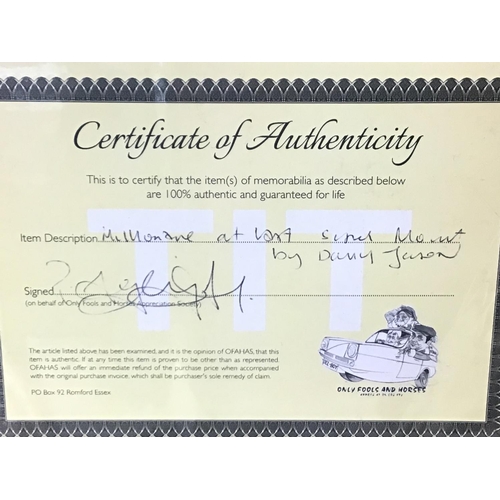 Certificate of Authenticity
This is to certify that the item(s) of memorabilia as described below
are 100% authentic and guaranteed for life
TIT
Item Description: Millionaire at last Signed Mount
by David Jason
Signed
(on behalf of Only Fools and Horses Appreciation Society)
The article listed above has been examined, and it is the opinion of OFAHAS, that this
item is authentic. If at any time this item is proven to be other than as represented.
OFAHAS will offer an immediate refund of the purchase price when accompanied
with the original purchase invoice, which shall be purchaser's sole remedy of claim.
PO Box 92 Romford Essex
ONLY FOOLS AND HORSES